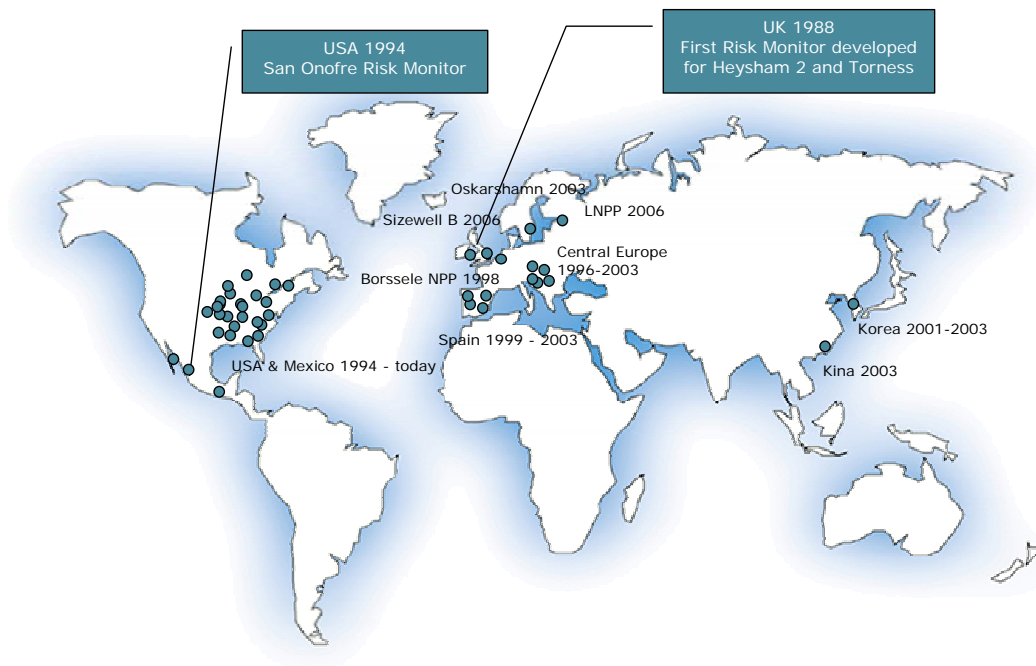 USA 1994
San Onofre Risk Monitor
UK 1988
First Risk Monitor developed
for Heysham 2 and Torness
Oskarshamn 2003
Sizewell B 2006
LNPP 2006
Central Europe
1996-2003
Borssele NPP 1998
Spain 1999 - 2003
Korea 2001-2003
USA & Mexico 1994 - today
Kina 2003